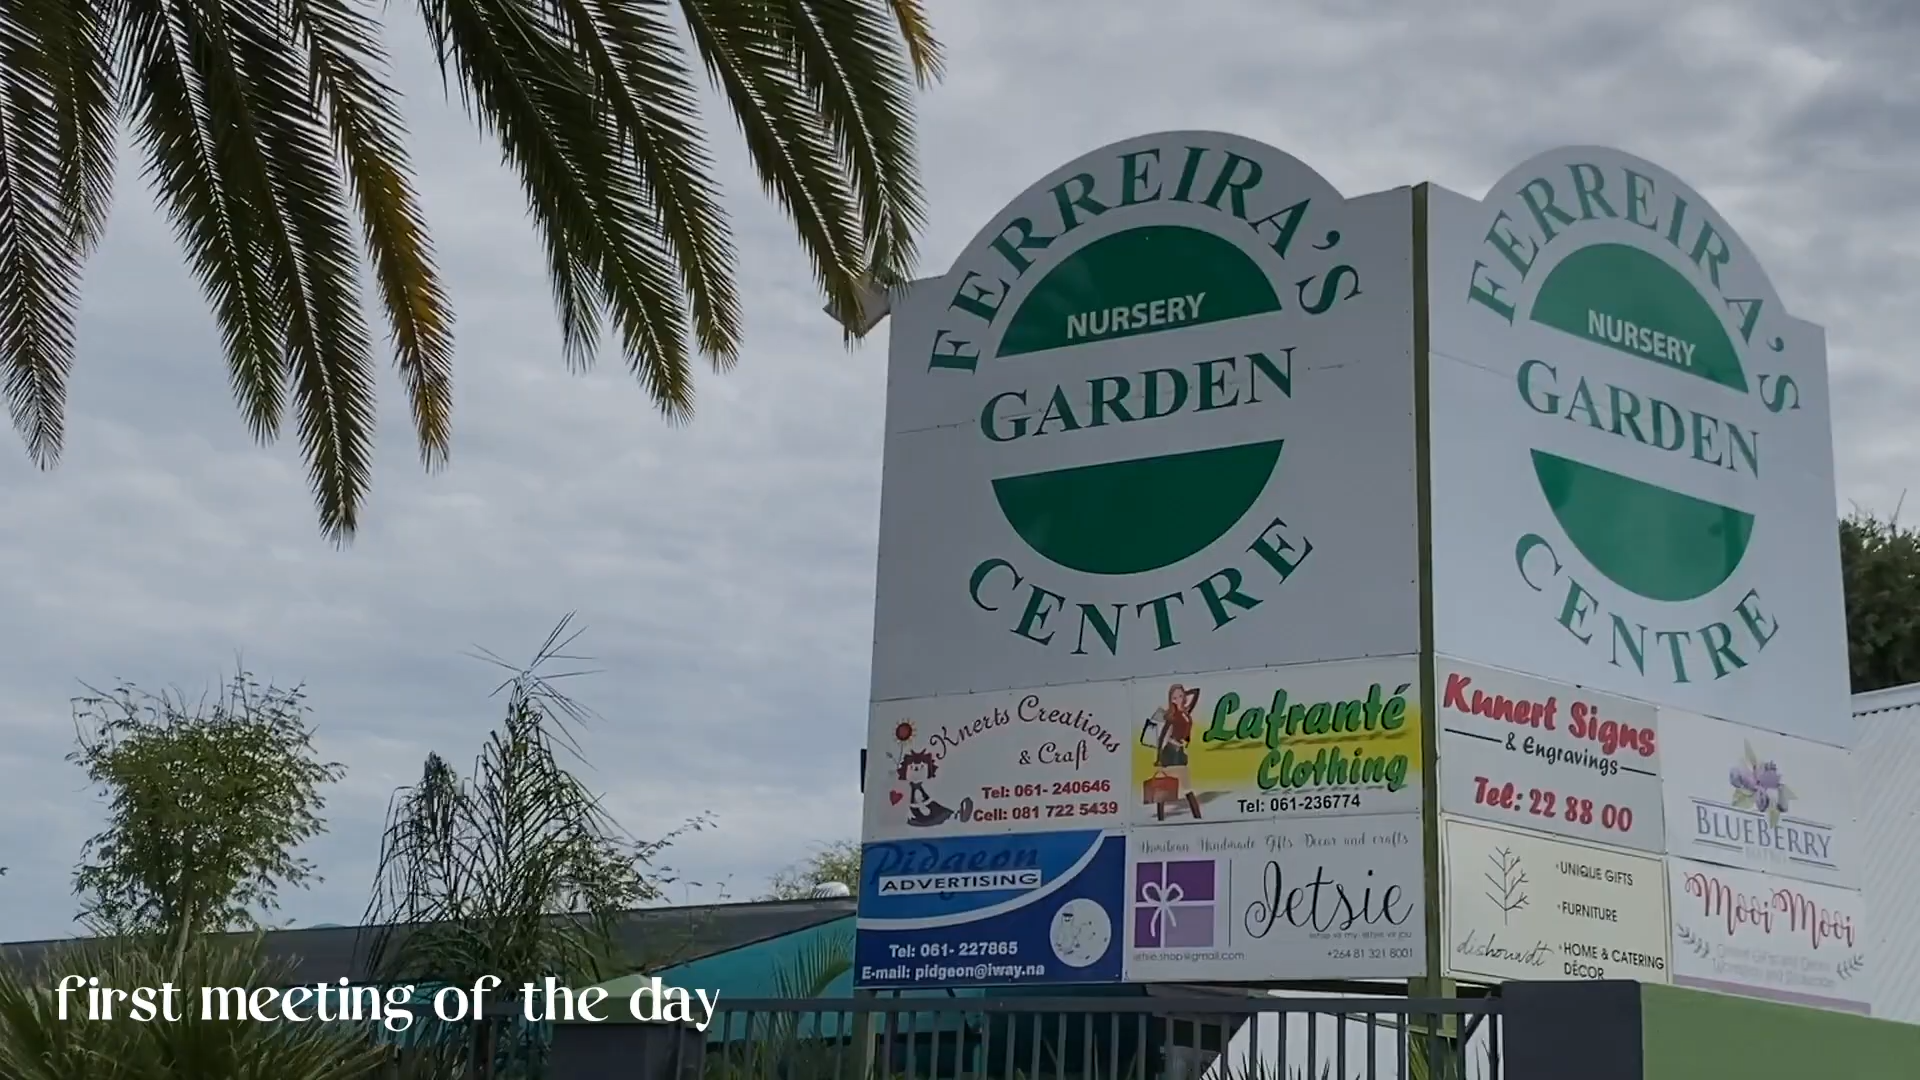 FERREIRA'S
NURSERY
GARDEN
CENTRE
FERREIRA'S
NURSERY
GARDEN
CENTRE
Knerts Creations
& Craft
Tel: 061- 240646
Cell: 081 722 5439
Lafranté
Clothing
Tel: 061-236774
Pidgeon
ADVERTISING
Tel: 061- 227865
E-mail: pidgeon@iway.na
Handmade Gifts Decor and crafts
Jetsie
+264 81 321 8001
Kunert Signs
& Engravings
Tel: 22 88 00
BLUEBERRY
UNIQUE GIFTS
FURNITURE
HOME & CATERING
DÉCOR
Mooi Mooi
first meeting of the day